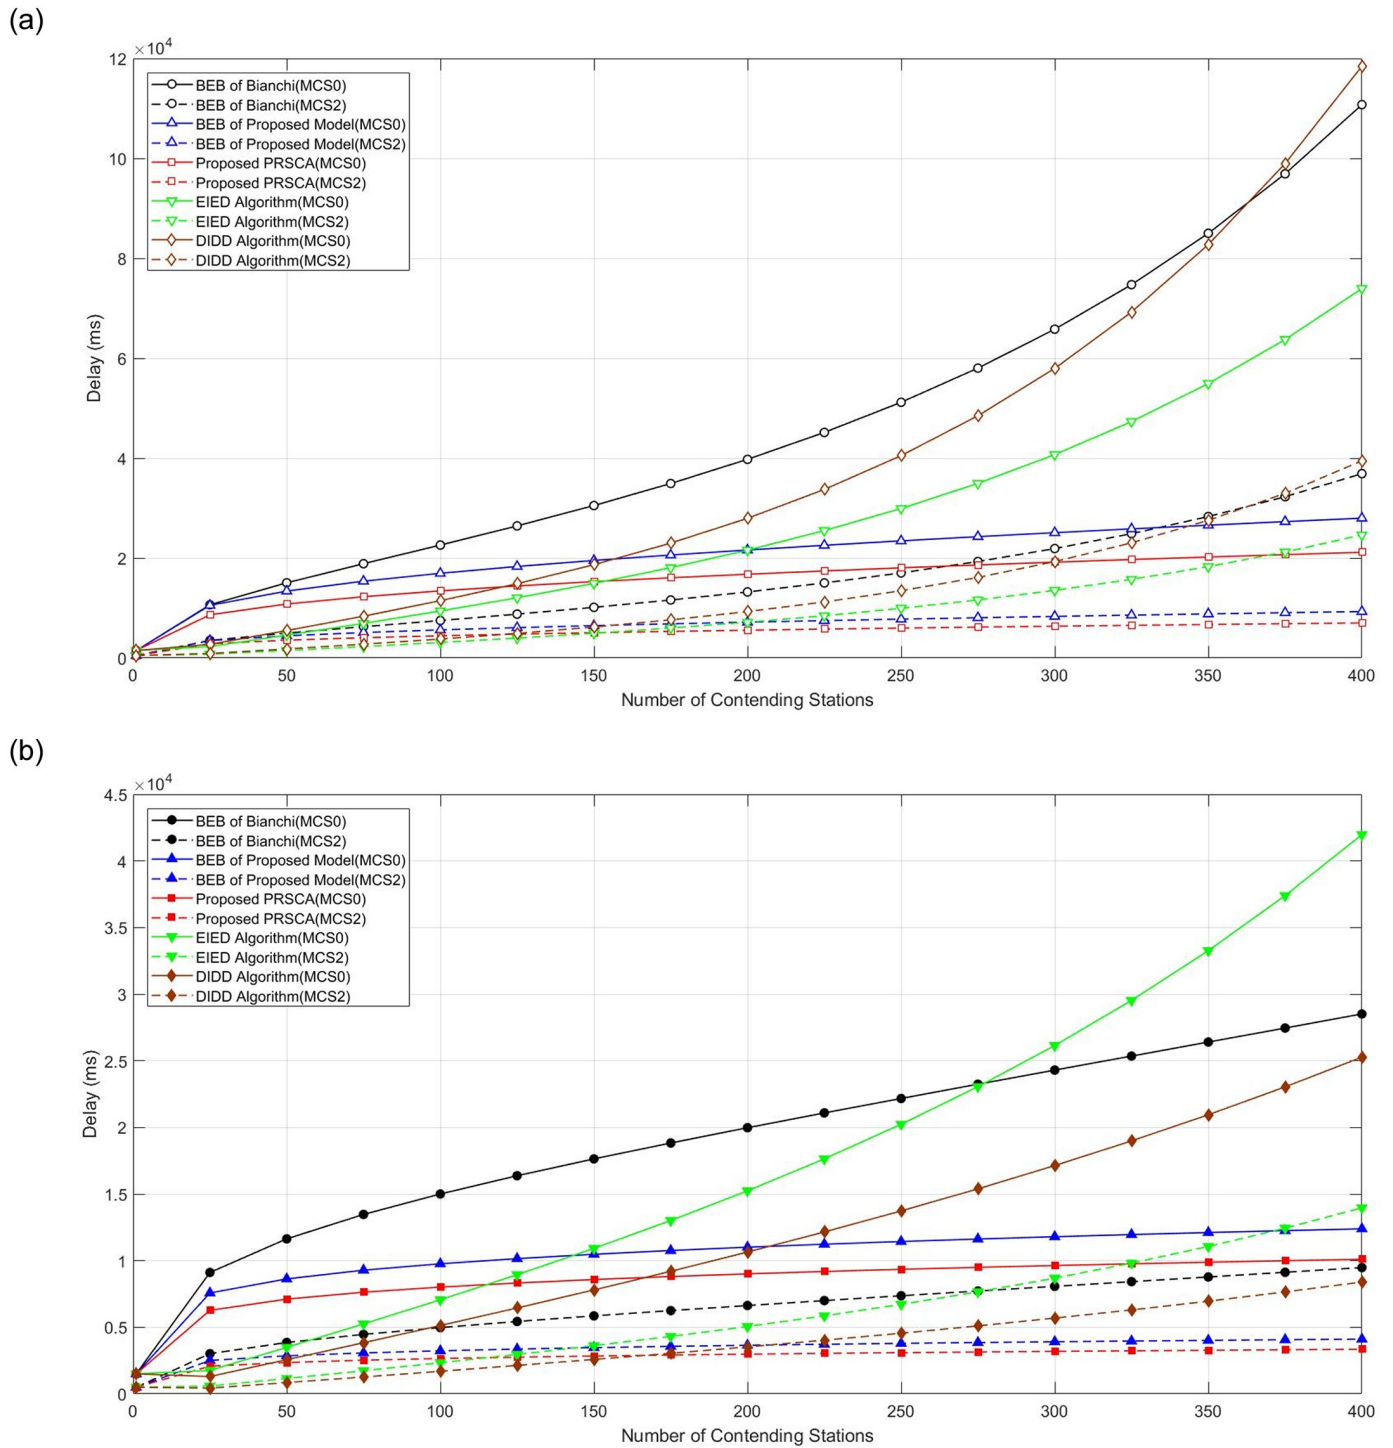 (a)
×10⁴
12
10
8
6
4
2
0
Delay (ms)
BEB of Bianchi(MCS0)
BEB of Bianchi(MCS2)
BEB of Proposed Model(MCS0)
BEB of Proposed Model(MCS2)
Proposed PRSCA(MCS0)
Proposed PRSCA(MCS2)
EIED Algorithm(MCS0)
EIED Algorithm(MCS2)
DIDD Algorithm(MCS0)
DIDD Algorithm(MCS2)
0 50 100 150 200 250 300 350 400
Number of Contending Stations
(b)
×10⁴
4.5
4
3.5
3
2.5
2
1.5
1
0.5
0
Delay (ms)
BEB of Bianchi(MCS0)
BEB of Bianchi(MCS2)
BEB of Proposed Model(MCS0)
BEB of Proposed Model(MCS2)
Proposed PRSCA(MCS0)
Proposed PRSCA(MCS2)
EIED Algorithm(MCS0)
EIED Algorithm(MCS2)
DIDD Algorithm(MCS0)
DIDD Algorithm(MCS2)
0 50 100 150 200 250 300 350 400
Number of Contending Stations